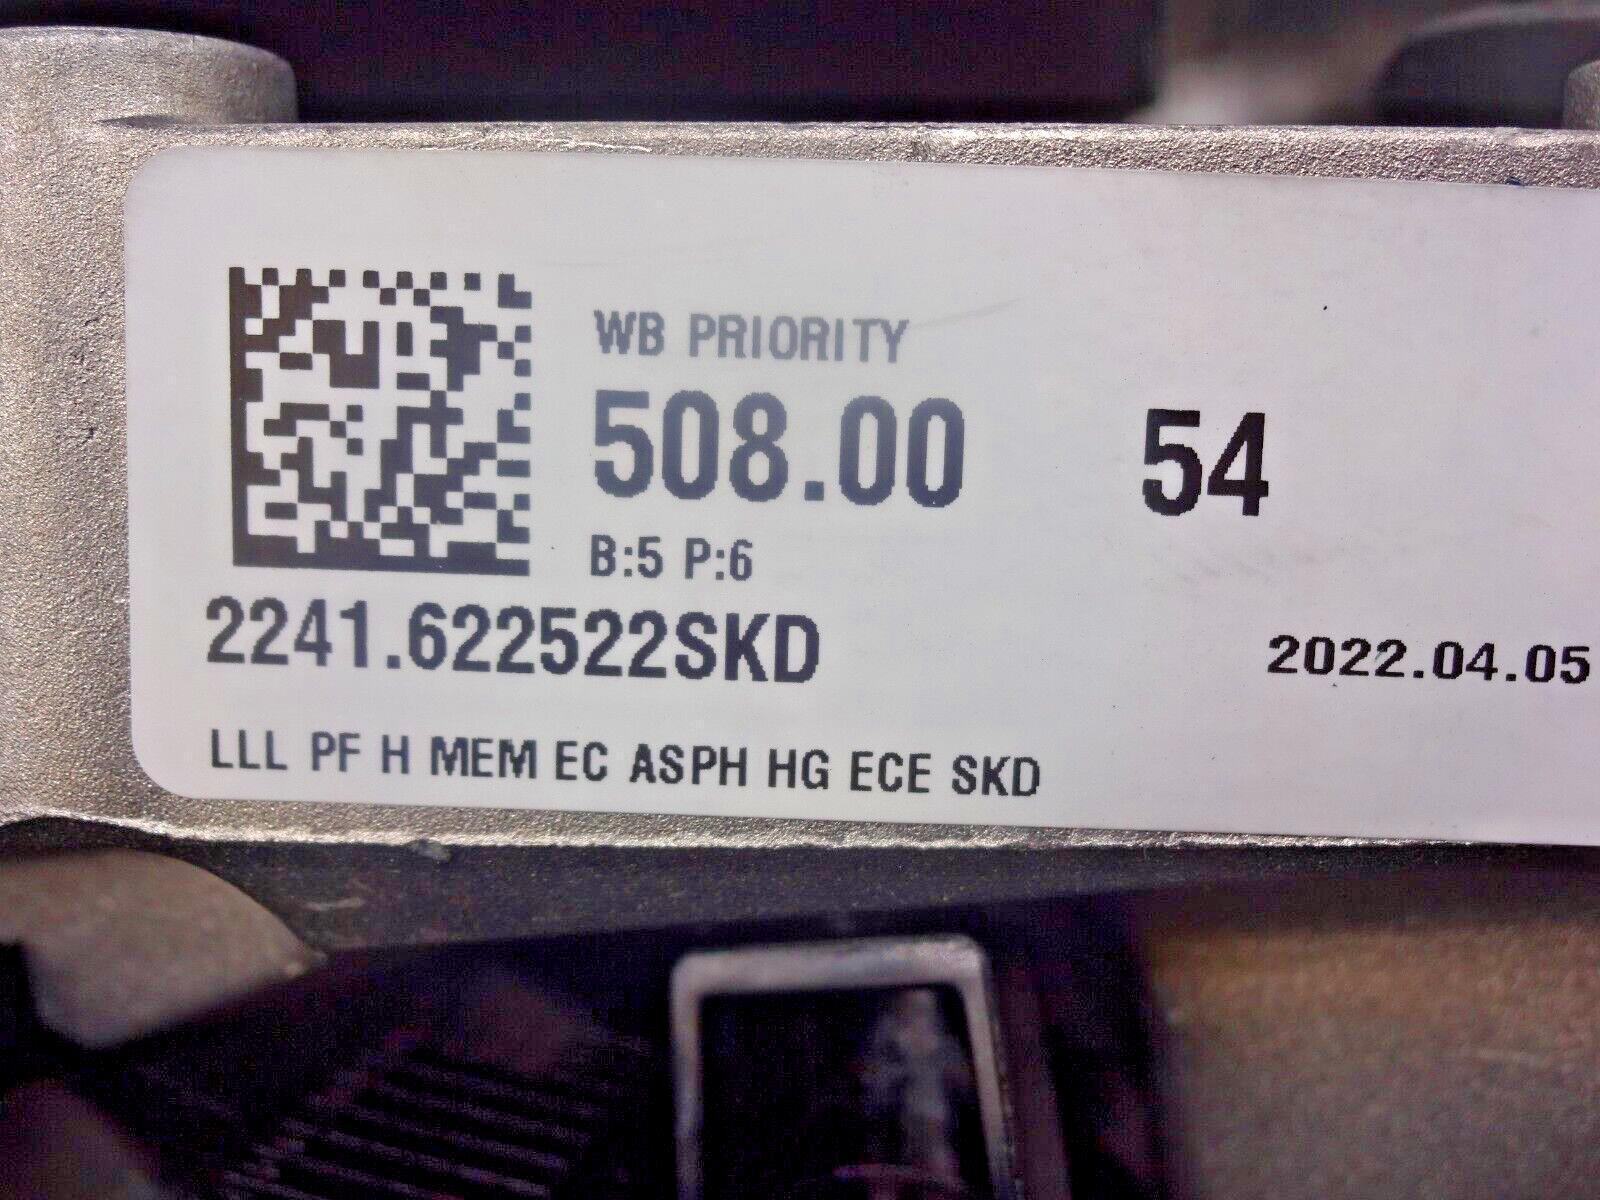 WB PRIORITY
508.00 54
B:5 P:6
2241.622522SKD
2022.04.05
LLL PF H MEM EC ASPH HG ECE SKD